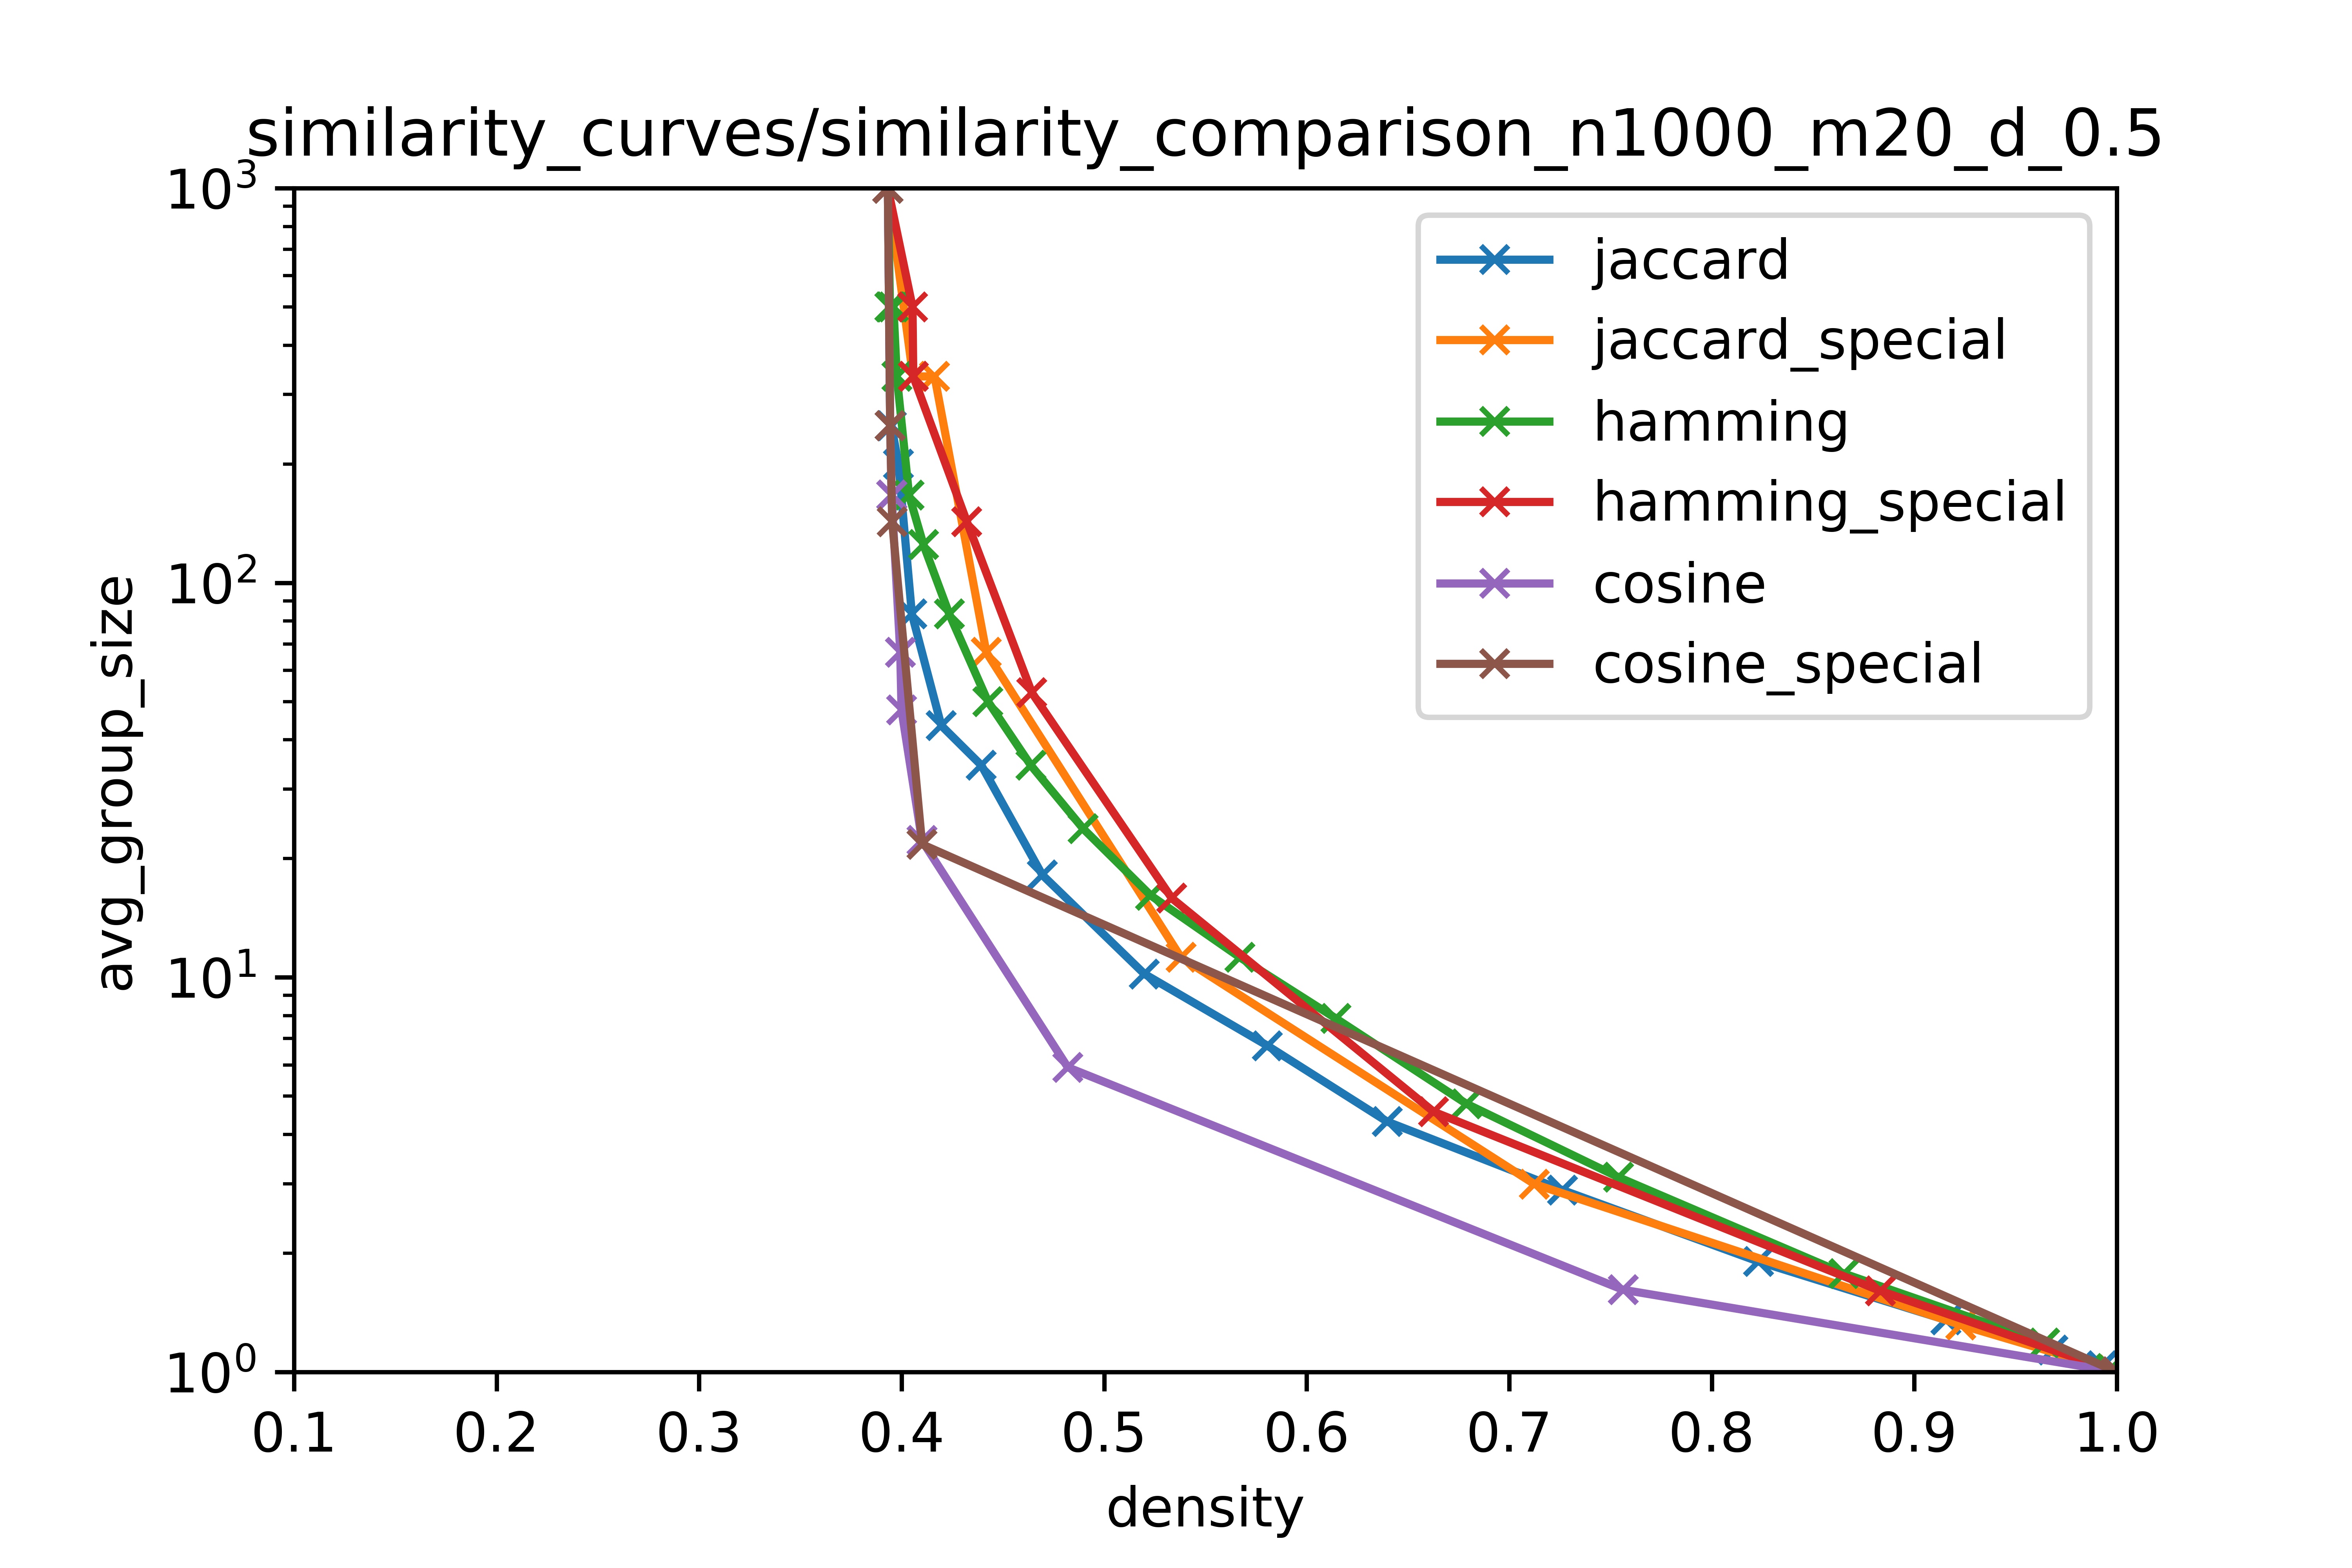 similarity_curves/similarity_comparison_n1000_m20_d_0.5
10³
10²
10¹
10⁰
avg_group_size
jaccard
jaccard_special
hamming
hamming_special
cosine
cosine_special
0.1 0.2 0.3 0.4 0.5 0.6 0.7 0.8 0.9 1.0
density